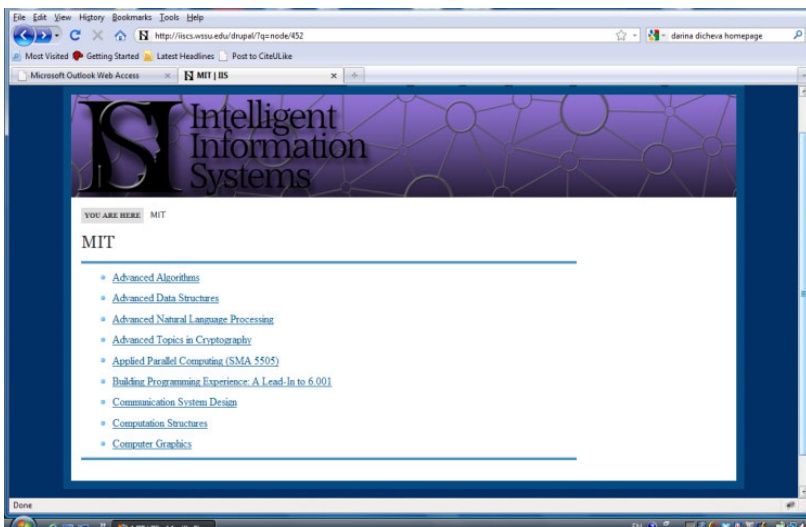 File Edit View History Bookmarks Tools Help
http://iiscs.wssu.edu/drupal/?q=node/452
darina dicheva homepage
Most Visited Getting Started Latest Headlines Post to CiteULike
Microsoft Outlook Web Access MIT | IIS
Intelligent
Information
Systems
YOU ARE HERE MIT
MIT
Advanced Algorithms
Advanced Data Structures
Advanced Natural Language Processing
Advanced Topics in Cryptography
Applied Parallel Computing (SMA 5505)
Building Programming Experience: A Lead-In to 6.001
Communication System Design
Computation Structures
Computer Graphics
Done